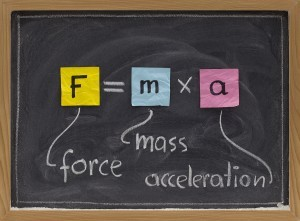 F = m × a
force
mass
acceleration